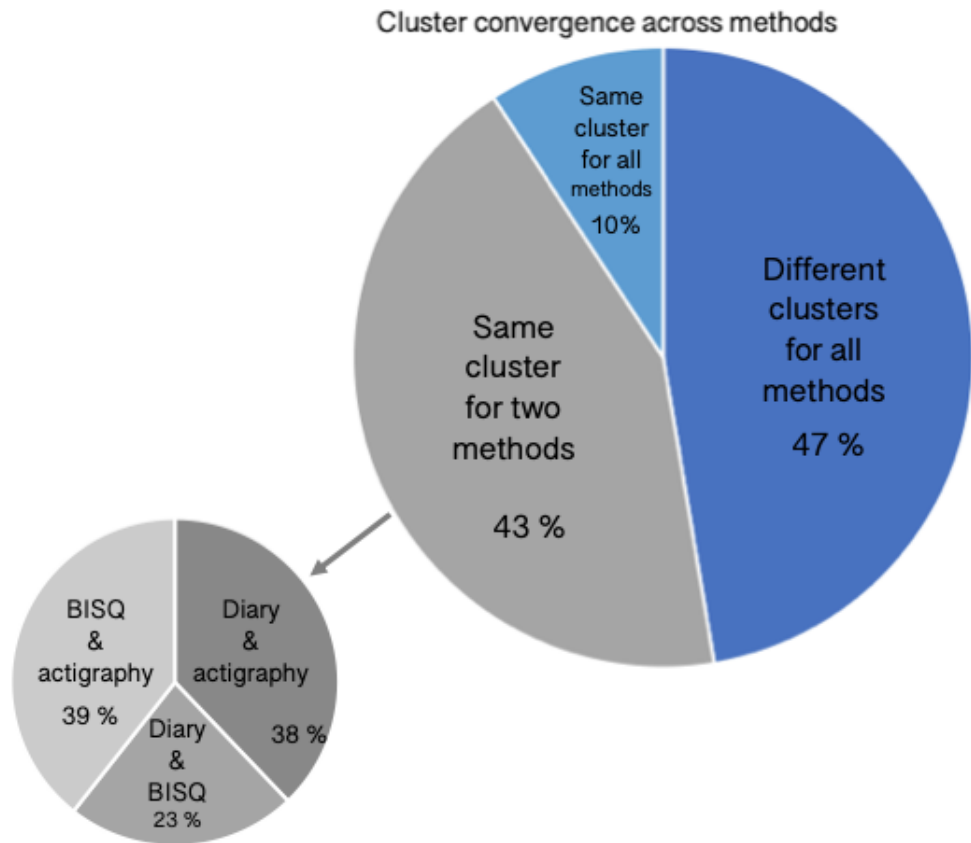 Cluster convergence across methods
Same
cluster
for all
methods
10%
Different
clusters
for all
methods
47 %
Same
cluster
for two
methods
43 %
BISQ
&
actigraphy
39 %
Diary
&
actigraphy
38 %
Diary
&
BISQ
23 %